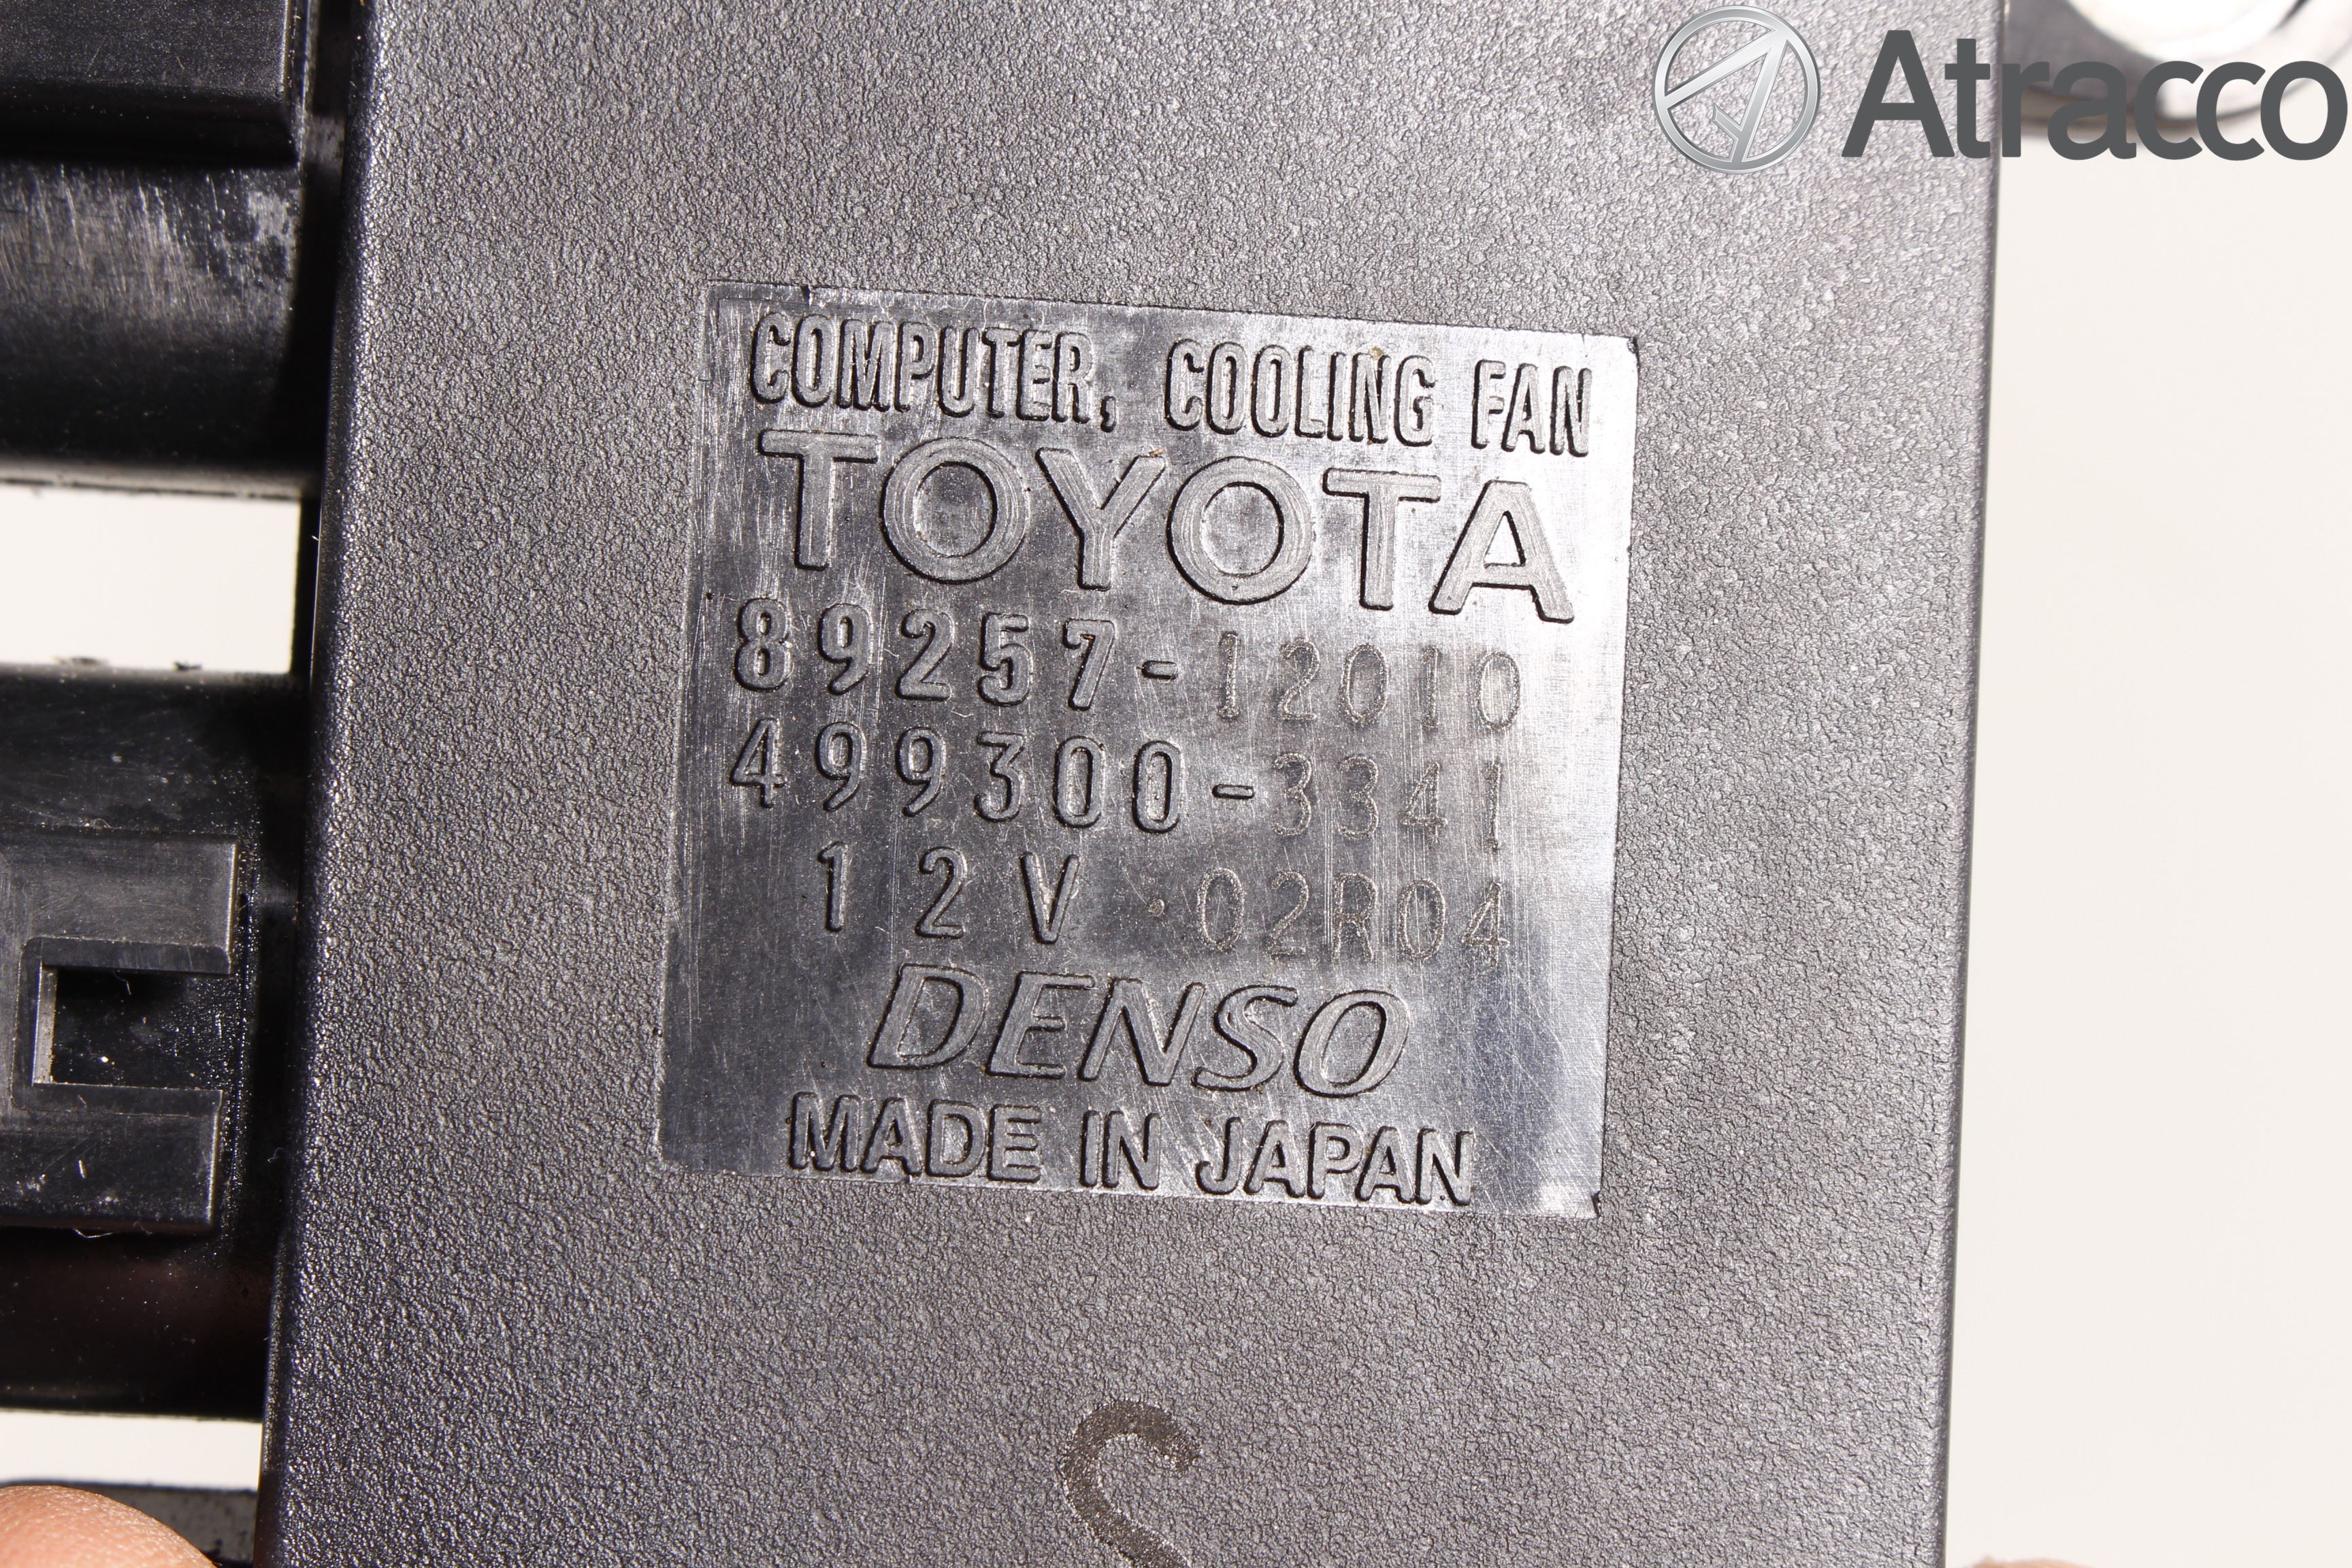 Atracco
COMPUTER, COOLING FAN
TOYOTA
89257-12010
499300-3341
12V 02R04
DENSO
MADE IN JAPAN